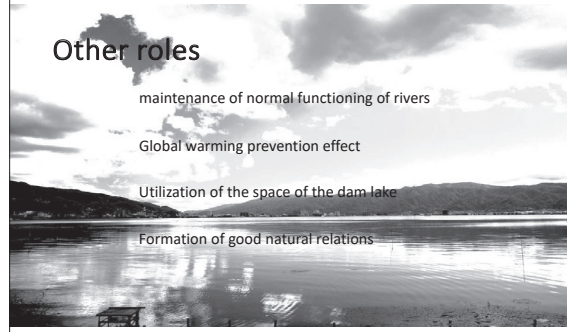 Other roles
maintenance of normal functioning of rivers
Global warming prevention effect
Utilization of the space of the dam lake
Formation of good natural relations